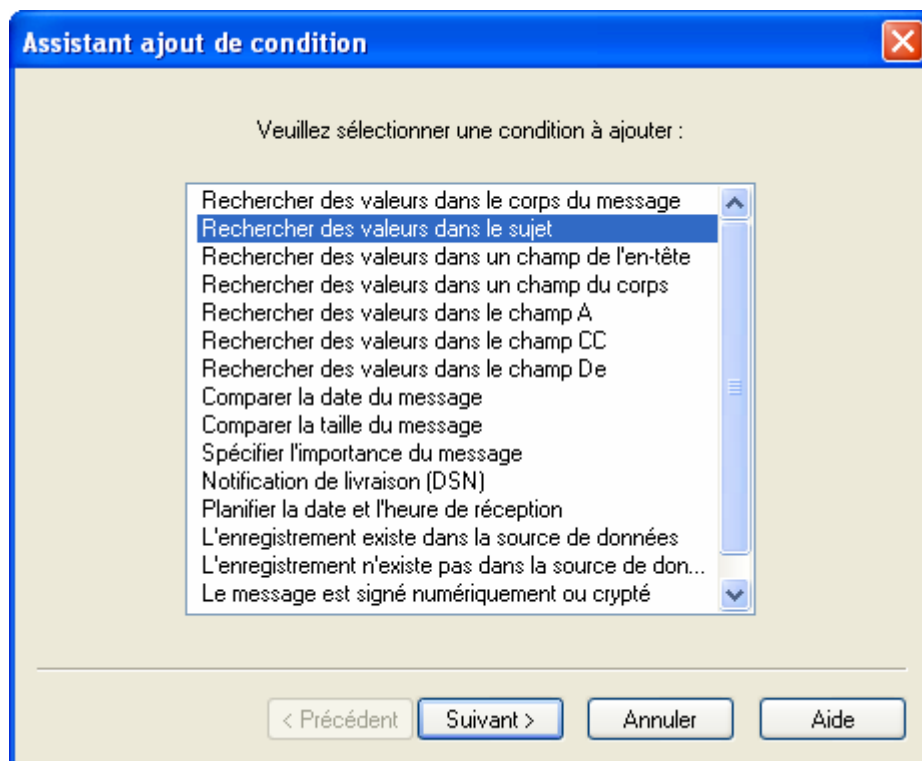 Assistant ajout de condition
Veuillez sélectionner une condition à ajouter :
Rechercher des valeurs dans le corps du message
Rechercher des valeurs dans le sujet
Rechercher des valeurs dans un champ de l'en-tête
Rechercher des valeurs dans un champ du corps
Rechercher des valeurs dans le champ A
Rechercher des valeurs dans le champ CC
Rechercher des valeurs dans le champ De
Comparer la date du message
Comparer la taille du message
Spécifier l'importance du message
Notification de livraison (DSN)
Planifier la date et l'heure de réception
L'enregistrement existe dans la source de données
L'enregistrement n'existe pas dans la source de don...
Le message est signé numériquement ou crypté
< Précédent Suivant > Annuler Aide